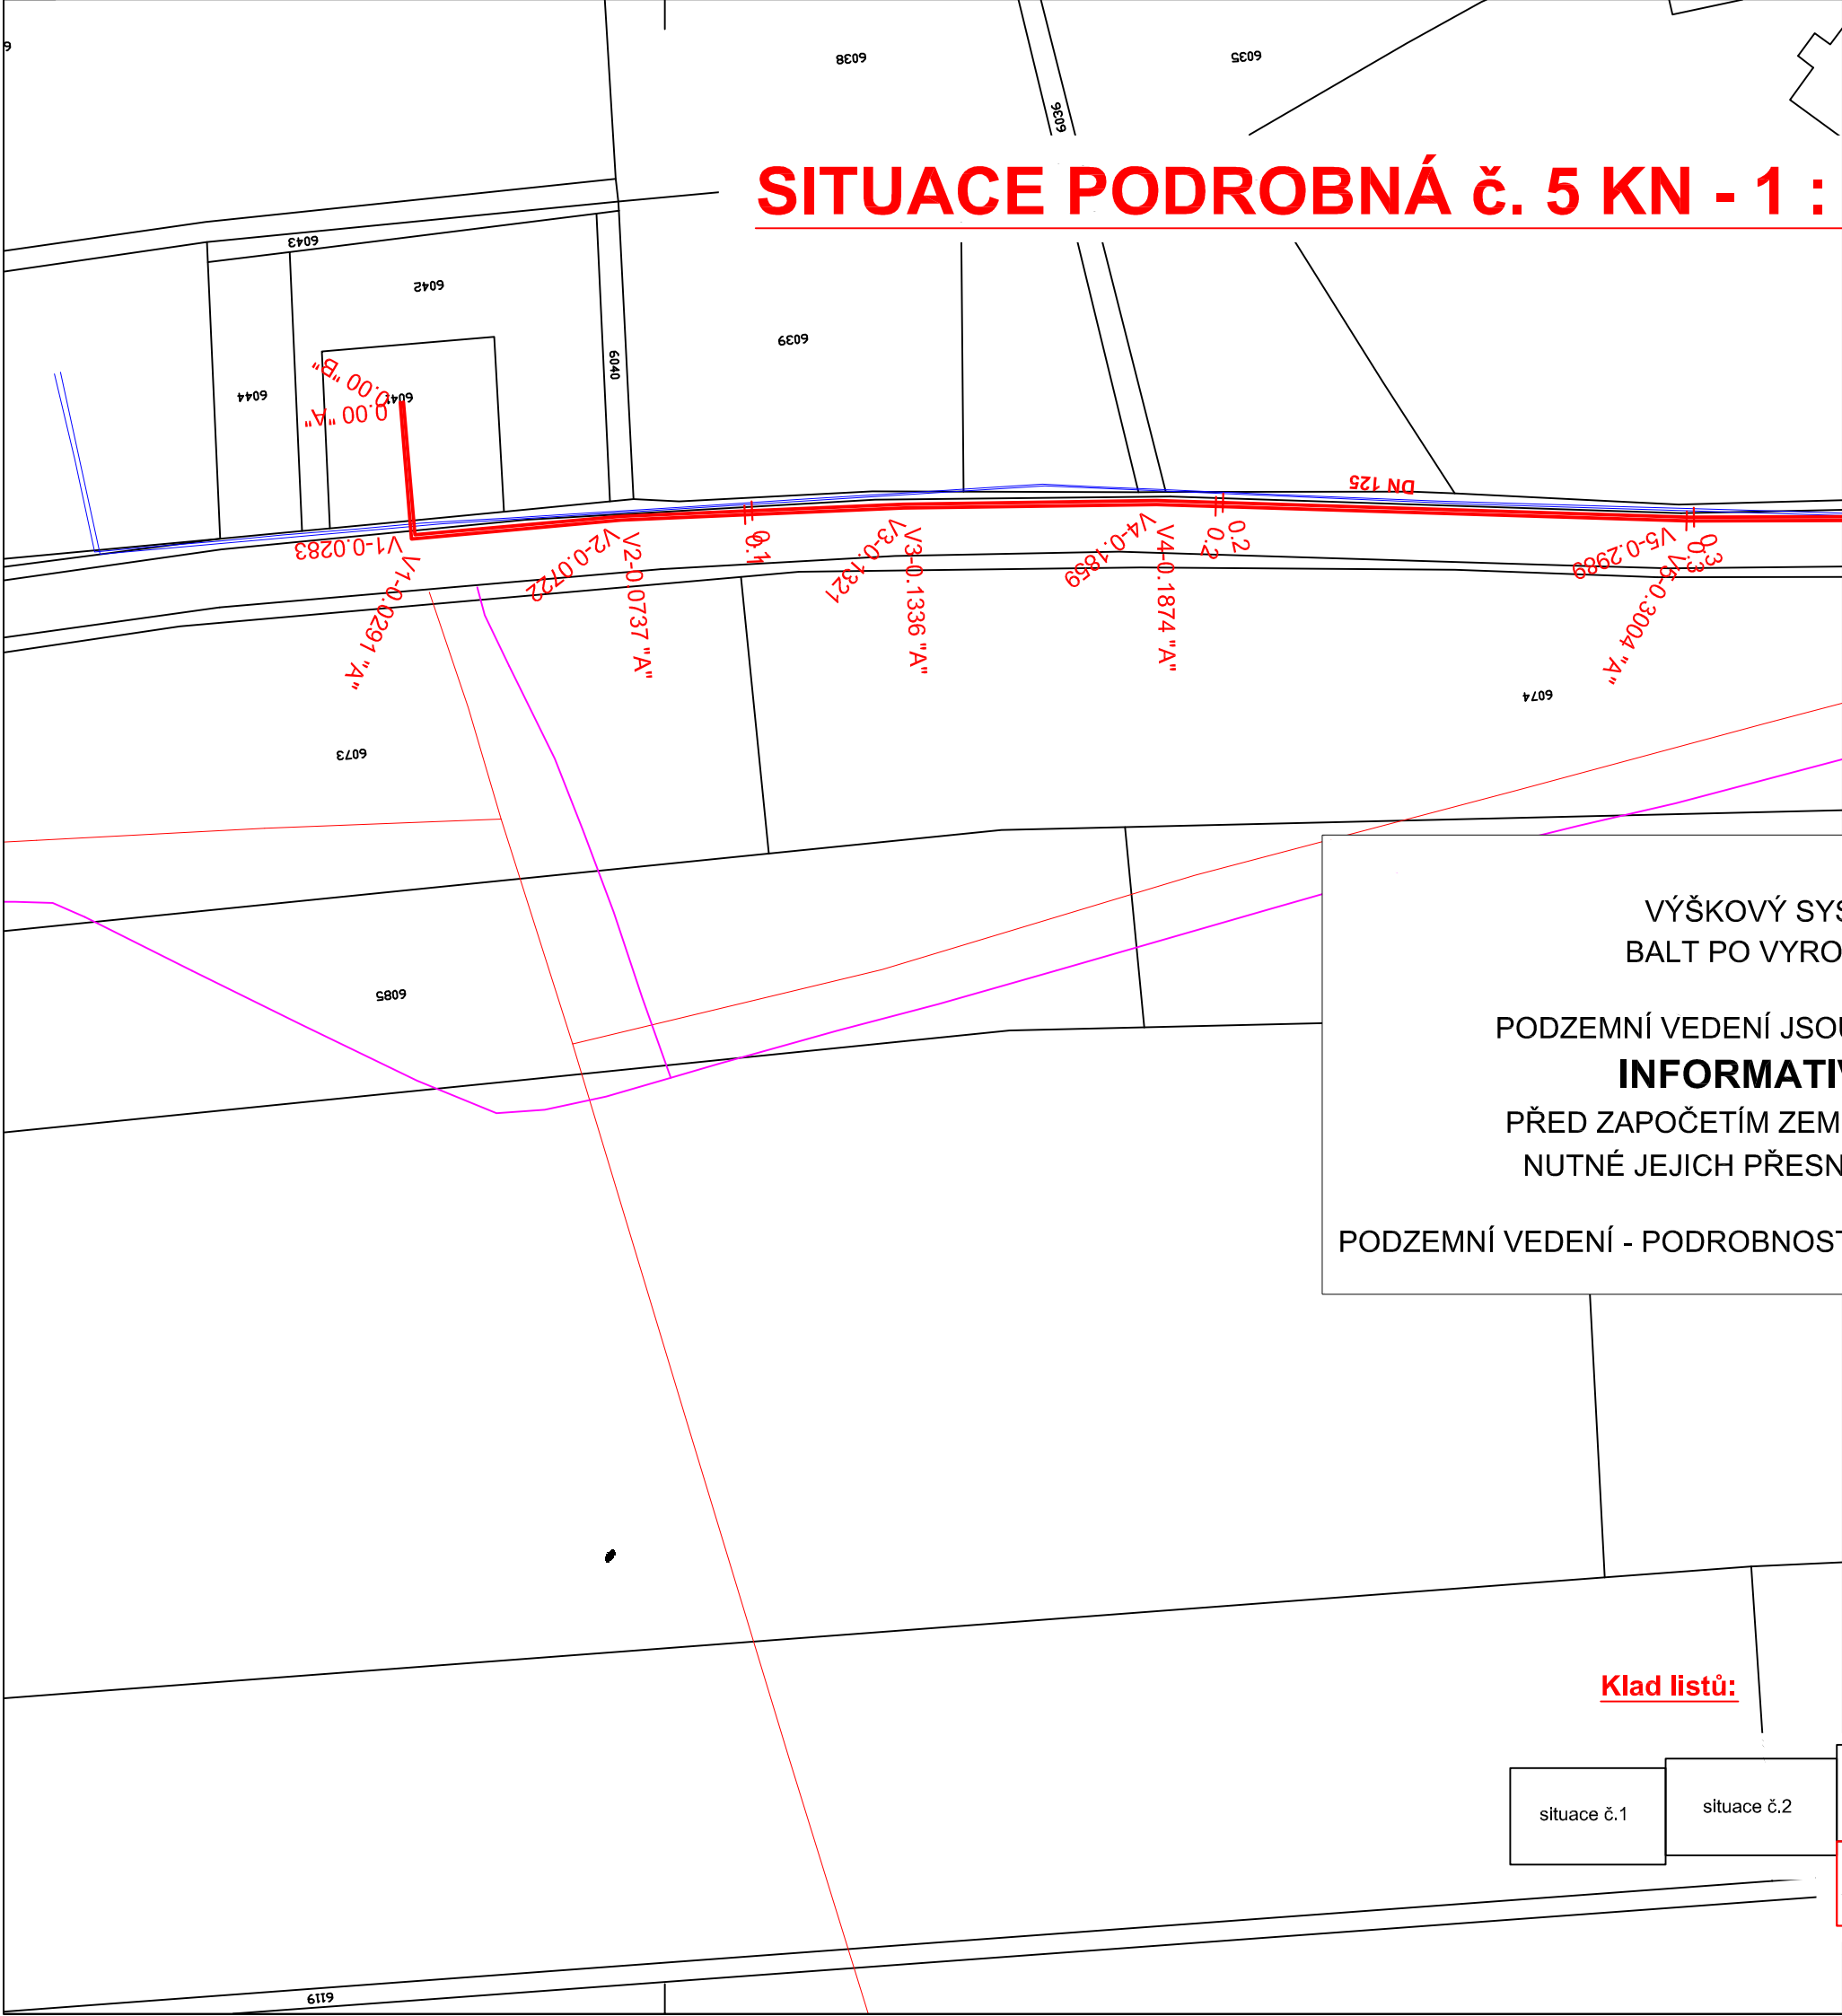 6038
6035
6036
SITUACE PODROBNÁ č. 5 KN - 1 :
6043
6042
6039
6040
6044
6041
0.00 "B"
0.00 "A"
DN 125
V1-0.0283
V1-0.0291 "A"
V2-0.0722
V2-0.0737 "A"
0.1
0.1
V3-0.1321
V3-0.1336 "A"
V4-0.1859
V4-0.1874 "A"
0.2
0.2
V5-0.2989
V5-0.3004 "A"
0.3
0.3
6074
6073
6085
VÝŠKOVÝ SYS
BALT PO VYRO
PODZEMNÍ VEDENÍ JSOU
INFORMATIV
PŘED ZAPOČETÍM ZEM
NUTNÉ JEJICH PŘESN
PODZEMNÍ VEDENÍ - PODROBNOST
Klad listů:
situace č.1
situace č.2
6119